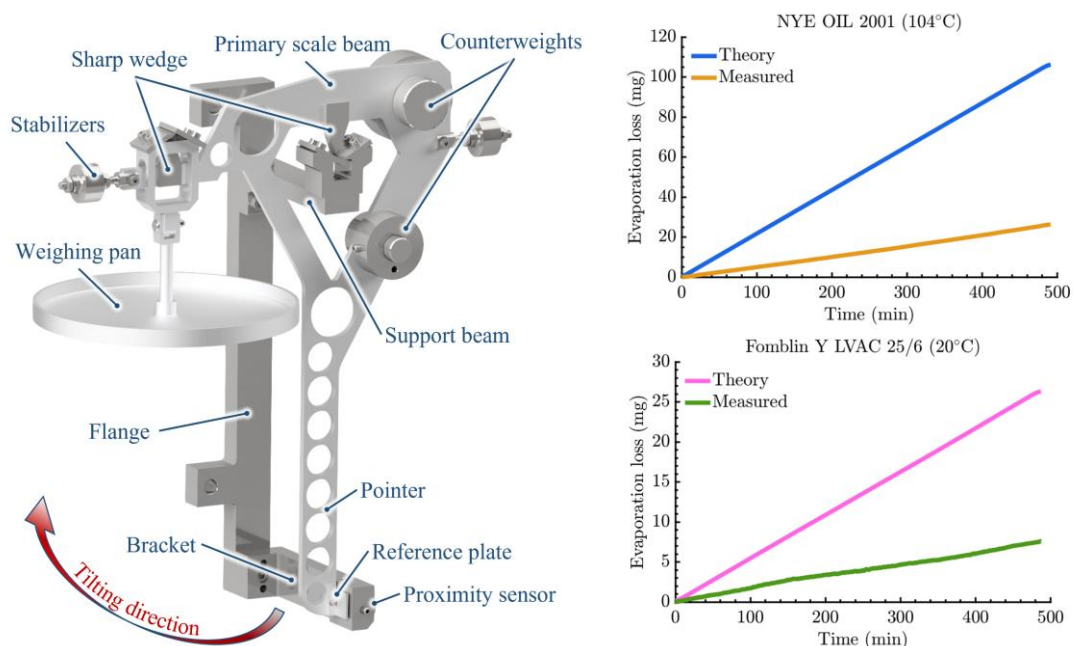 Primary scale beam
Counterweights
Sharp wedge
Stabilizers
Weighing pan
Support beam
Flange
Pointer
Bracket
Reference plate
Proximity sensor
Tilting direction
NYE OIL 2001 (104°C)
Theory
Measured
Evaporation loss (mg)
120
100
80
60
40
20
0
0 100 200 300 400 500
Time (min)
Fomblin Y LVAC 25/6 (20°C)
Theory
Measured
Evaporation loss (mg)
30
25
20
15
10
5
0
0 100 200 300 400 500
Time (min)